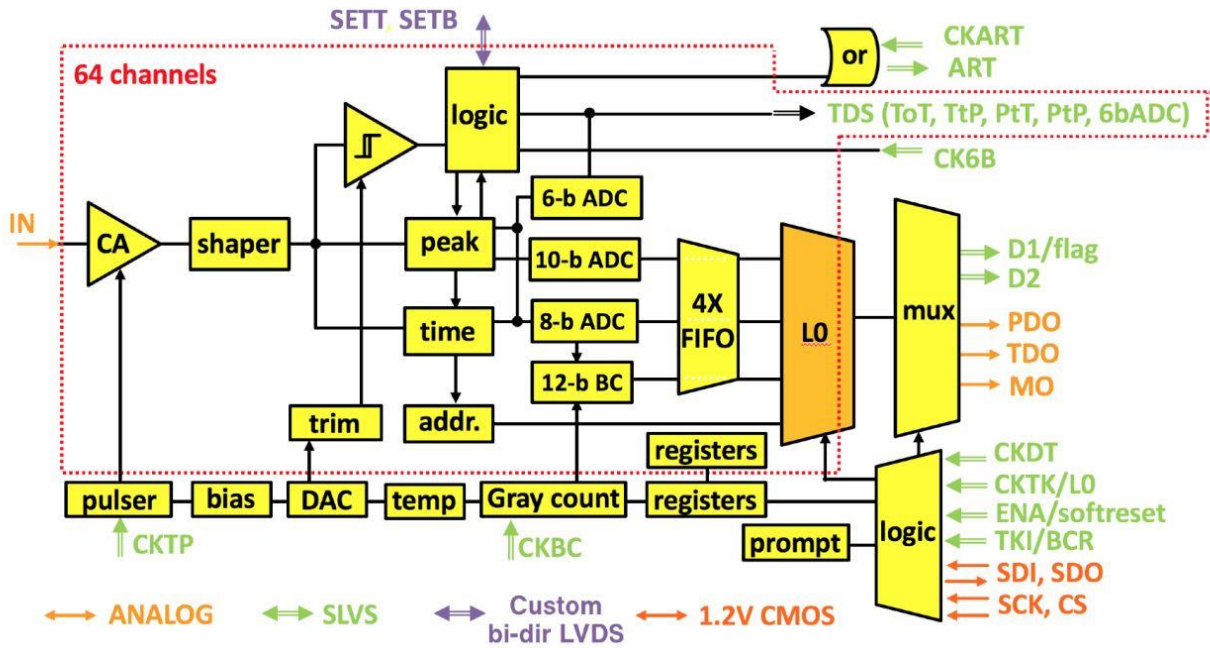 SETT, SETB
CKART
ART
or
64 channels
logic
TDS (ToT, TtP, PtT, PtP, 6bADC)
CK6B
6-b ADC
IN
CA
shaper
peak
10-b ADC
4X
FIFO
L0
mux
D1/flag
D2
PDO
TDO
MO
time
8-b ADC
12-b BC
trim
addr.
registers
pulser
bias
DAC
temp
Gray count
registers
logic
prompt
CKDT
CKTK/L0
ENA/softreset
TKI/BCR
SDI, SDO
SCK, CS
CKTP
CKBC
ANALOG
SLVS
Custom
bi-dir LVDS
1.2V CMOS